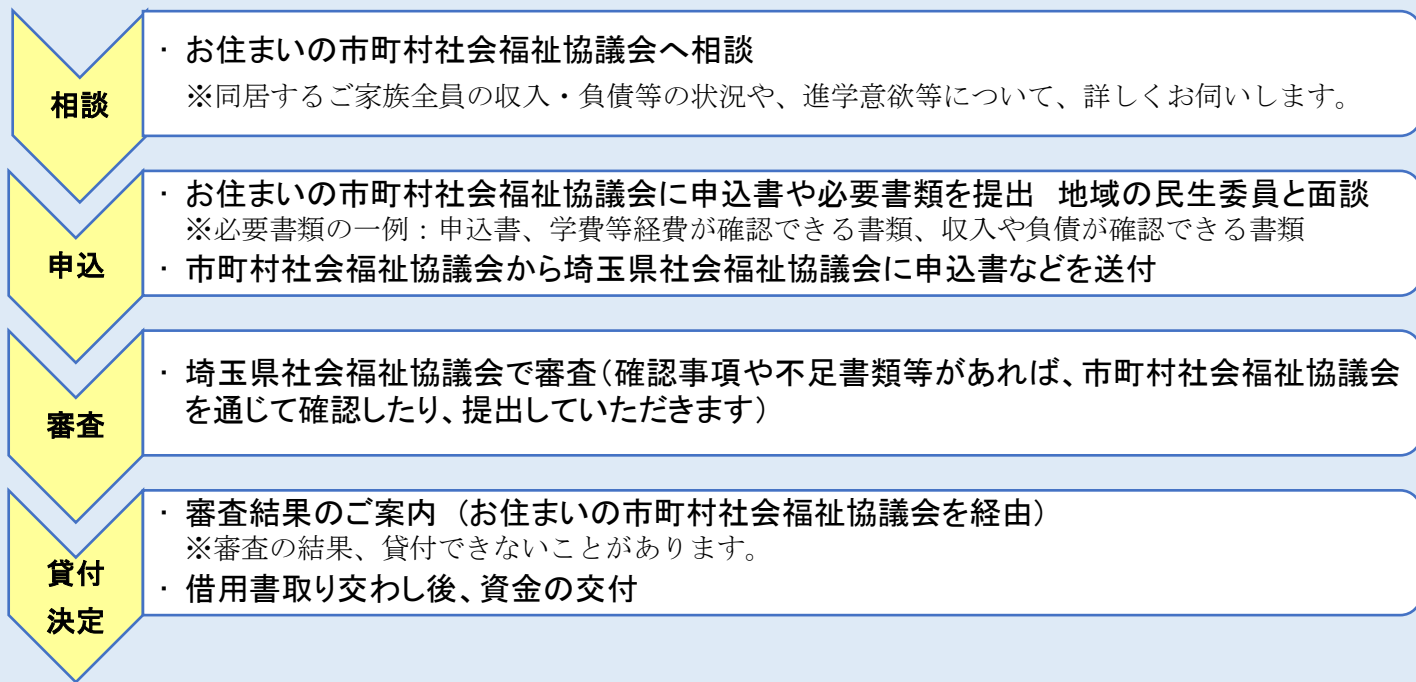 相談
・ お住まいの市町村社会福祉協議会へ相談
※同居するご家族全員の収入・負債等の状況や、進学意欲等について、詳しくお伺いします。
申込
・ お住まいの市町村社会福祉協議会に申込書や必要書類を提出　地域の民生委員と面談
※必要書類の一例：申込書、学費等経費が確認できる書類、収入や負債が確認できる書類
・ 市町村社会福祉協議会から埼玉県社会福祉協議会に申込書などを送付
審査
・ 埼玉県社会福祉協議会で審査（確認事項や不足書類等があれば、市町村社会福祉協議会
を通じて確認したり、提出していただきます）
貸付
決定
・ 審査結果のご案内　（お住まいの市町村社会福祉協議会を経由）
※審査の結果、貸付できないことがあります。
・ 借用書取り交わし後、資金の交付